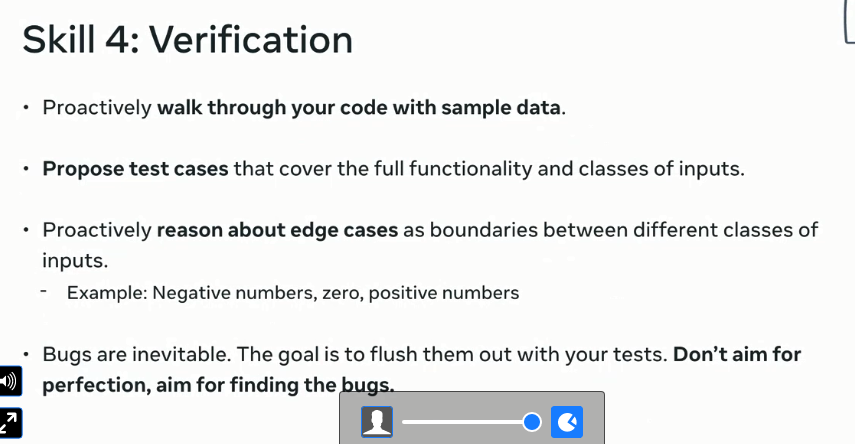 Skill 4: Verification
• Proactively walk through your code with sample data.
• Propose test cases that cover the full functionality and classes of inputs.
• Proactively reason about edge cases as boundaries between different classes of
inputs.
- Example: Negative numbers, zero, positive numbers
• Bugs are inevitable. The goal is to flush them out with your tests. Don’t aim for
perfection, aim for finding the bugs.